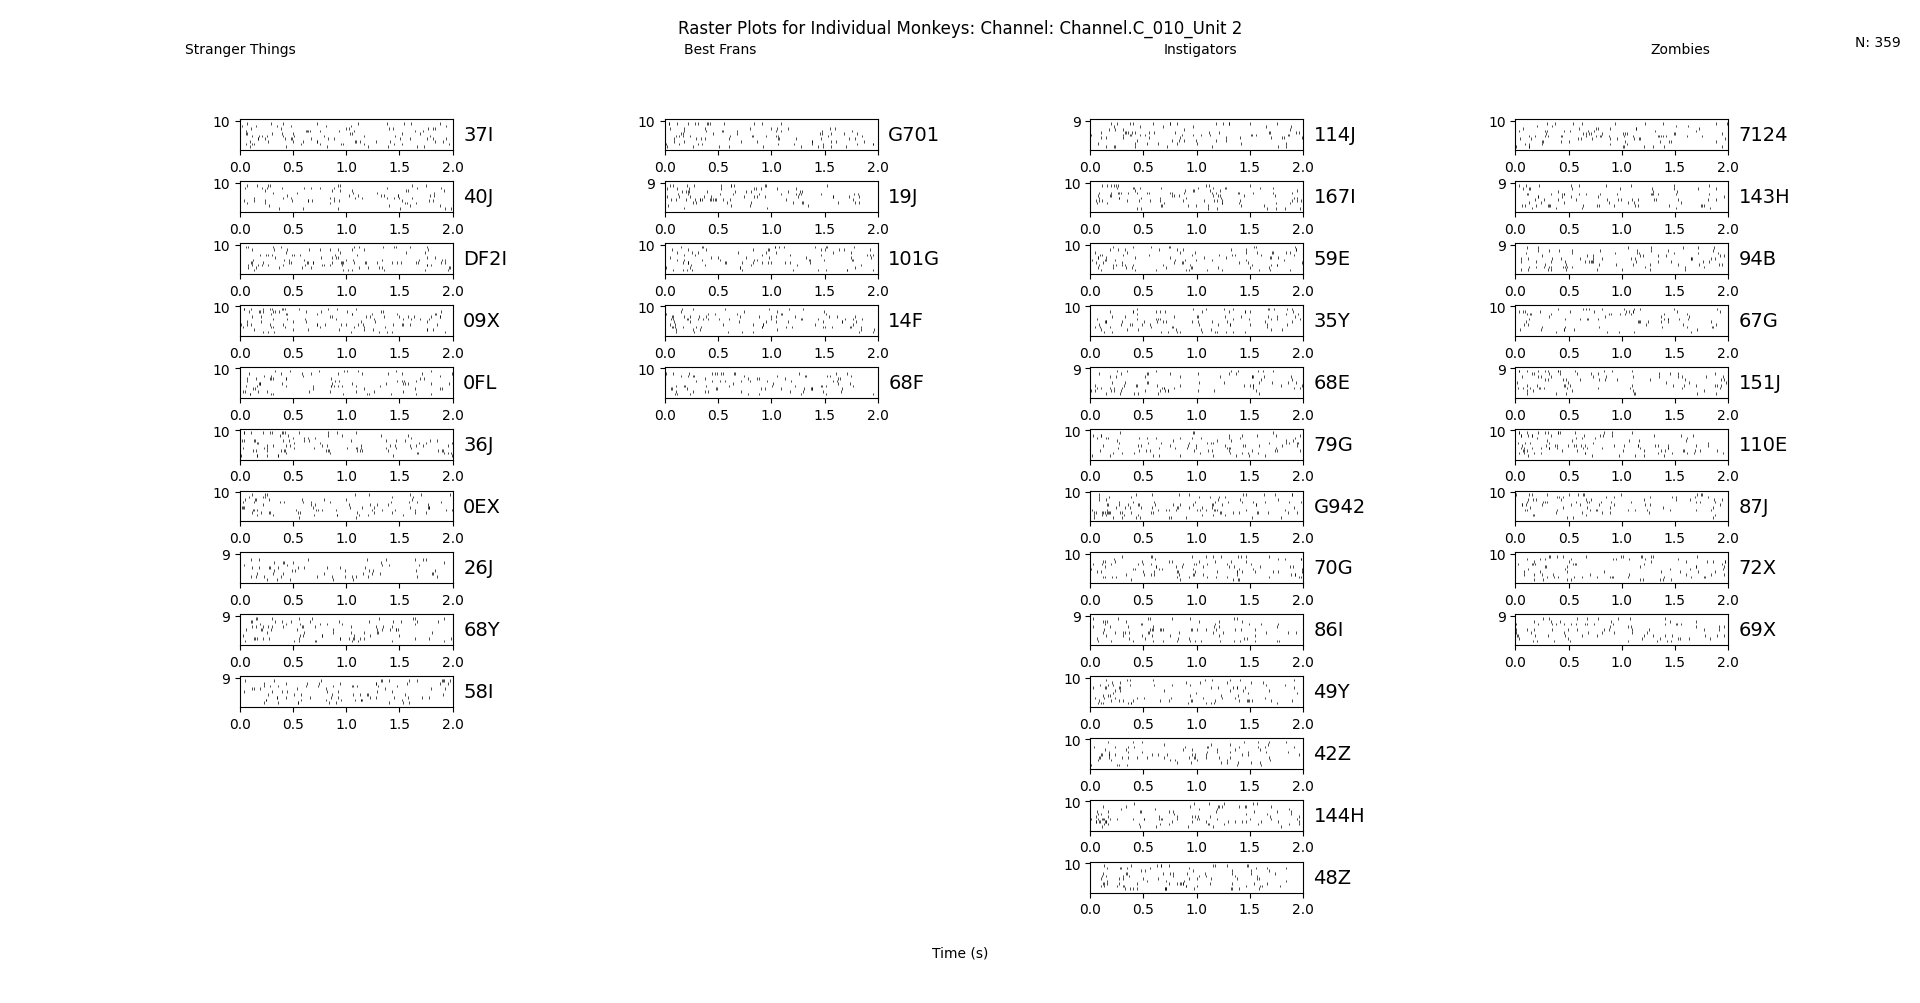 Raster Plots for Individual Monkeys: Channel: Channel.C_010_Unit 2
N: 359
Stranger Things Best Frans Instigators Zombies
10 37I 10 G701 9 114J 10 7124
0.0 0.5 1.0 1.5 2.0 0.0 0.5 1.0 1.5 2.0 0.0 0.5 1.0 1.5 2.0 0.0 0.5 1.0 1.5 2.0
10 40J 9 19J 10 167I 9 143H
0.0 0.5 1.0 1.5 2.0 0.0 0.5 1.0 1.5 2.0 0.0 0.5 1.0 1.5 2.0 0.0 0.5 1.0 1.5 2.0
10 DF2I 10 101G 10 59E 9 94B
0.0 0.5 1.0 1.5 2.0 0.0 0.5 1.0 1.5 2.0 0.0 0.5 1.0 1.5 2.0 0.0 0.5 1.0 1.5 2.0
10 09X 10 14F 10 35Y 10 67G
0.0 0.5 1.0 1.5 2.0 0.0 0.5 1.0 1.5 2.0 0.0 0.5 1.0 1.5 2.0 0.0 0.5 1.0 1.5 2.0
10 0FL 10 68F 9 68E 9 151J
0.0 0.5 1.0 1.5 2.0 0.0 0.5 1.0 1.5 2.0 0.0 0.5 1.0 1.5 2.0 0.0 0.5 1.0 1.5 2.0
10 36J 10 79G 10 110E
0.0 0.5 1.0 1.5 2.0 0.0 0.5 1.0 1.5 2.0 0.0 0.5 1.0 1.5 2.0
10 0EX 10 G942 10 87J
0.0 0.5 1.0 1.5 2.0 0.0 0.5 1.0 1.5 2.0 0.0 0.5 1.0 1.5 2.0
9 26J 10 70G 10 72X
0.0 0.5 1.0 1.5 2.0 0.0 0.5 1.0 1.5 2.0 0.0 0.5 1.0 1.5 2.0
9 68Y 9 86I 9 69X
0.0 0.5 1.0 1.5 2.0 0.0 0.5 1.0 1.5 2.0 0.0 0.5 1.0 1.5 2.0
9 58I 10 49Y
0.0 0.5 1.0 1.5 2.0 0.0 0.5 1.0 1.5 2.0
10 42Z
0.0 0.5 1.0 1.5 2.0
10 144H
0.0 0.5 1.0 1.5 2.0
10 48Z
0.0 0.5 1.0 1.5 2.0
Time (s)